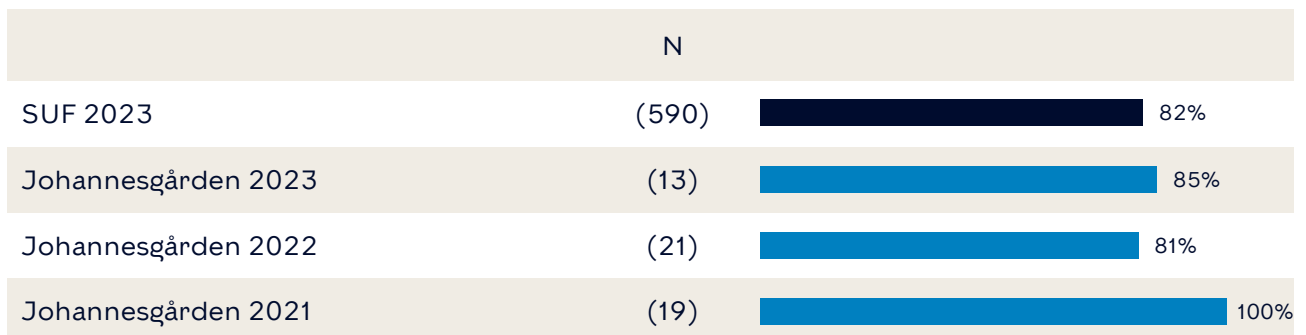 N
SUF 2023 (590) 82%
Johannesgården 2023 (13) 85%
Johannesgården 2022 (21) 81%
Johannesgården 2021 (19) 100%